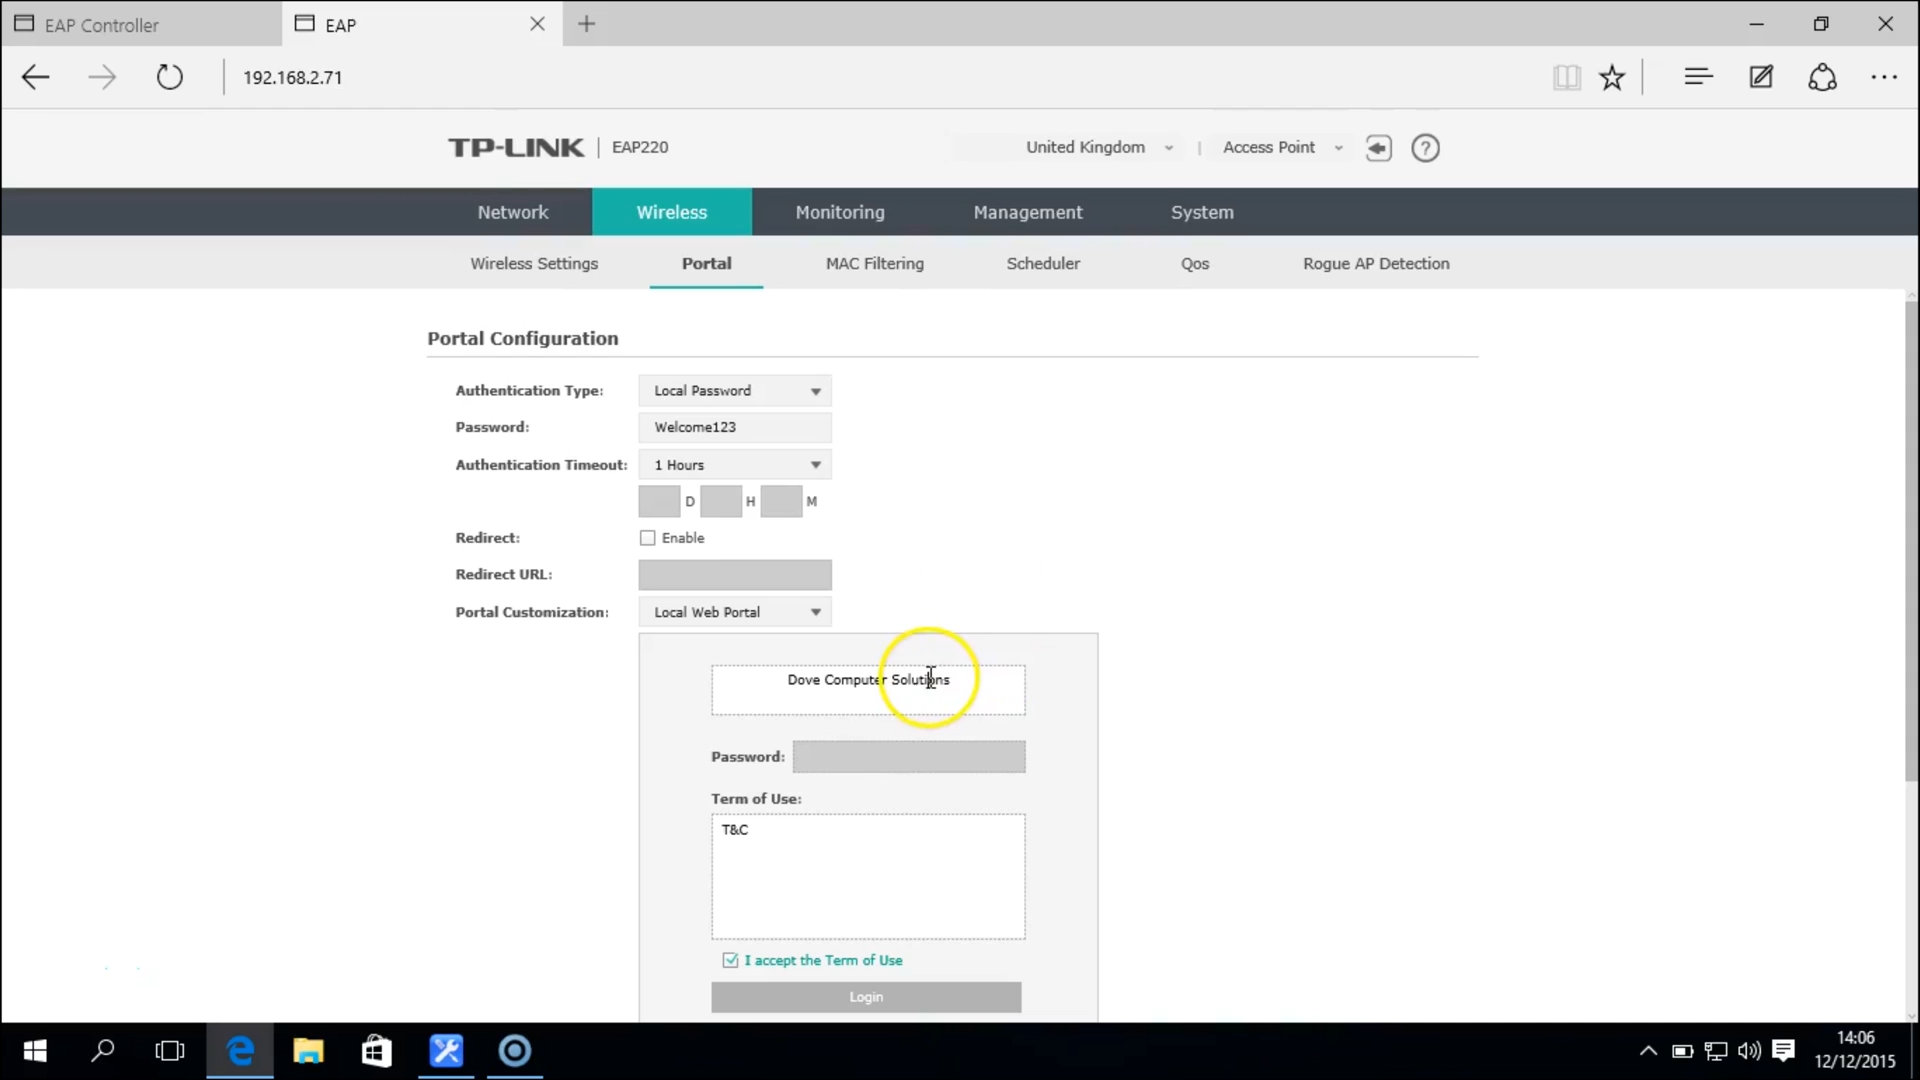 EAP Controller
EAP
192.168.2.71
TP-LINK | EAP220
United Kingdom | Access Point
Network Wireless Monitoring Management System
Wireless Settings Portal MAC Filtering Scheduler Qos Rogue AP Detection
Portal Configuration
Authentication Type: Local Password
Password: Welcome123
Authentication Timeout: 1 Hours
D H M
Redirect: Enable
Redirect URL:
Portal Customization: Local Web Portal
Dove Computer Solutions
Password:
Term of Use:
T&C
I accept the Term of Use
Login
14:06
12/12/2015